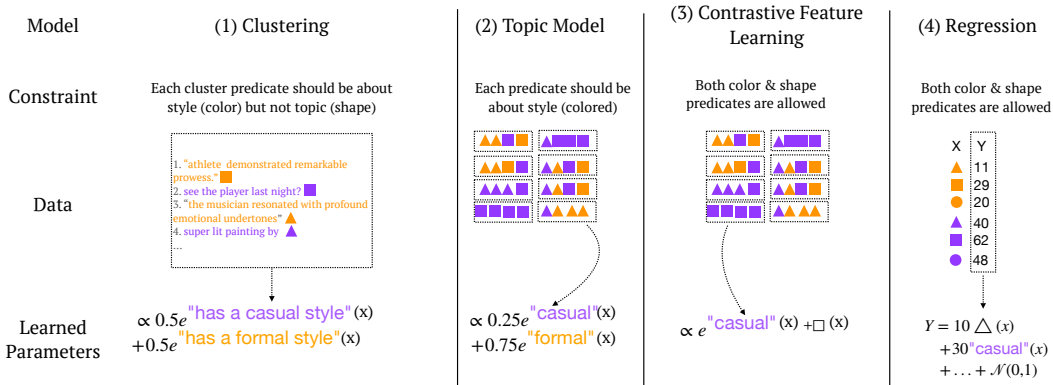 Model
(1) Clustering
(2) Topic Model
(3) Contrastive Feature
Learning
(4) Regression
Constraint
Each cluster predicate should be about
style (color) but not topic (shape)
Each predicate should be
about style (colored)
Both color & shape
predicates are allowed
Both color & shape
predicates are allowed
Data
1. "athlete demonstrated remarkable
prowess."
2. see the player last night?
3. "the musician resonated with profound
emotional undertones"
4. super lit painting by
...
X Y
11
29
20
40
62
48
Learned
Parameters
∝ 0.5e"has a casual style"(x)
+0.5e"has a formal style"(x)
∝ 0.25e"casual"(x)
+0.75e"formal"(x)
∝ e"casual" (x) +□ (x)
Y = 10 △ (x)
+30"casual"(x)
+ … + 𝒩(0,1)